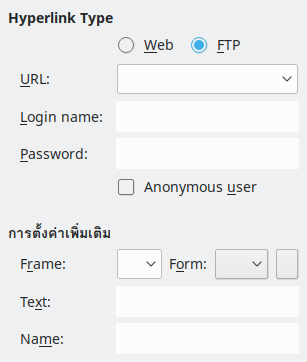 Hyperlink Type
Web FTP
URL:
Login name:
Password:
Anonymous user
การตั้งค่าเพิ่มเติม
Frame: Form:
Text:
Name: